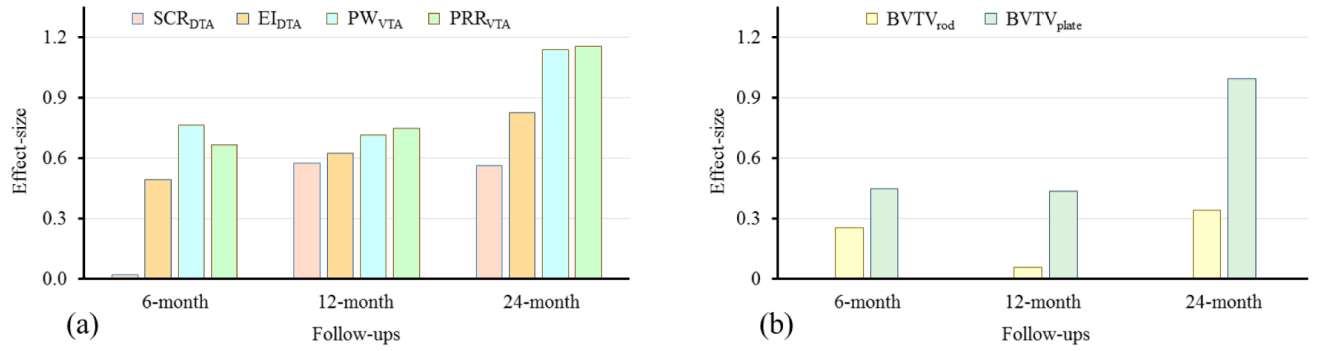 SCR_DTA EI_DTA PW_VTA PRR_VTA
1.2
0.9
0.6
0.3
0.0
Effect-size
6-month 12-month 24-month
Follow-ups
(a)
BVTV_rod BVTV_plate
1.2
0.9
0.6
0.3
0
Effect-size
6-month 12-month 24-month
Follow-ups
(b)